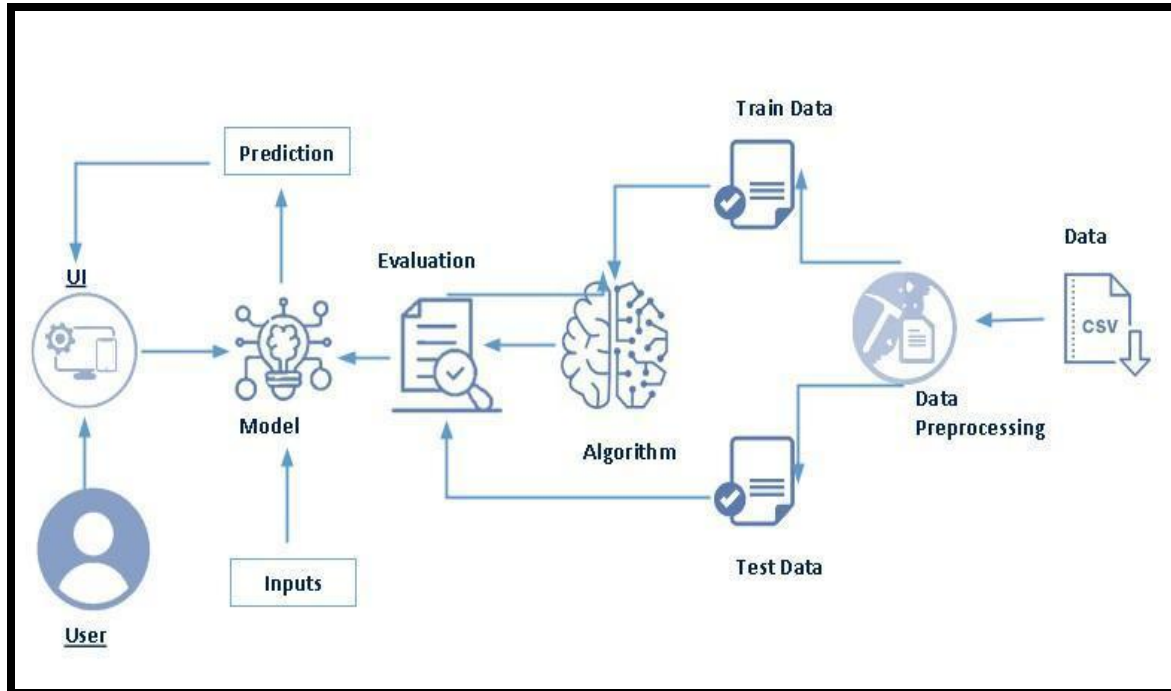 Train Data
Prediction
Data
Evaluation
UI
CSV
Model
Data
Preprocessing
Algorithm
Test Data
Inputs
User